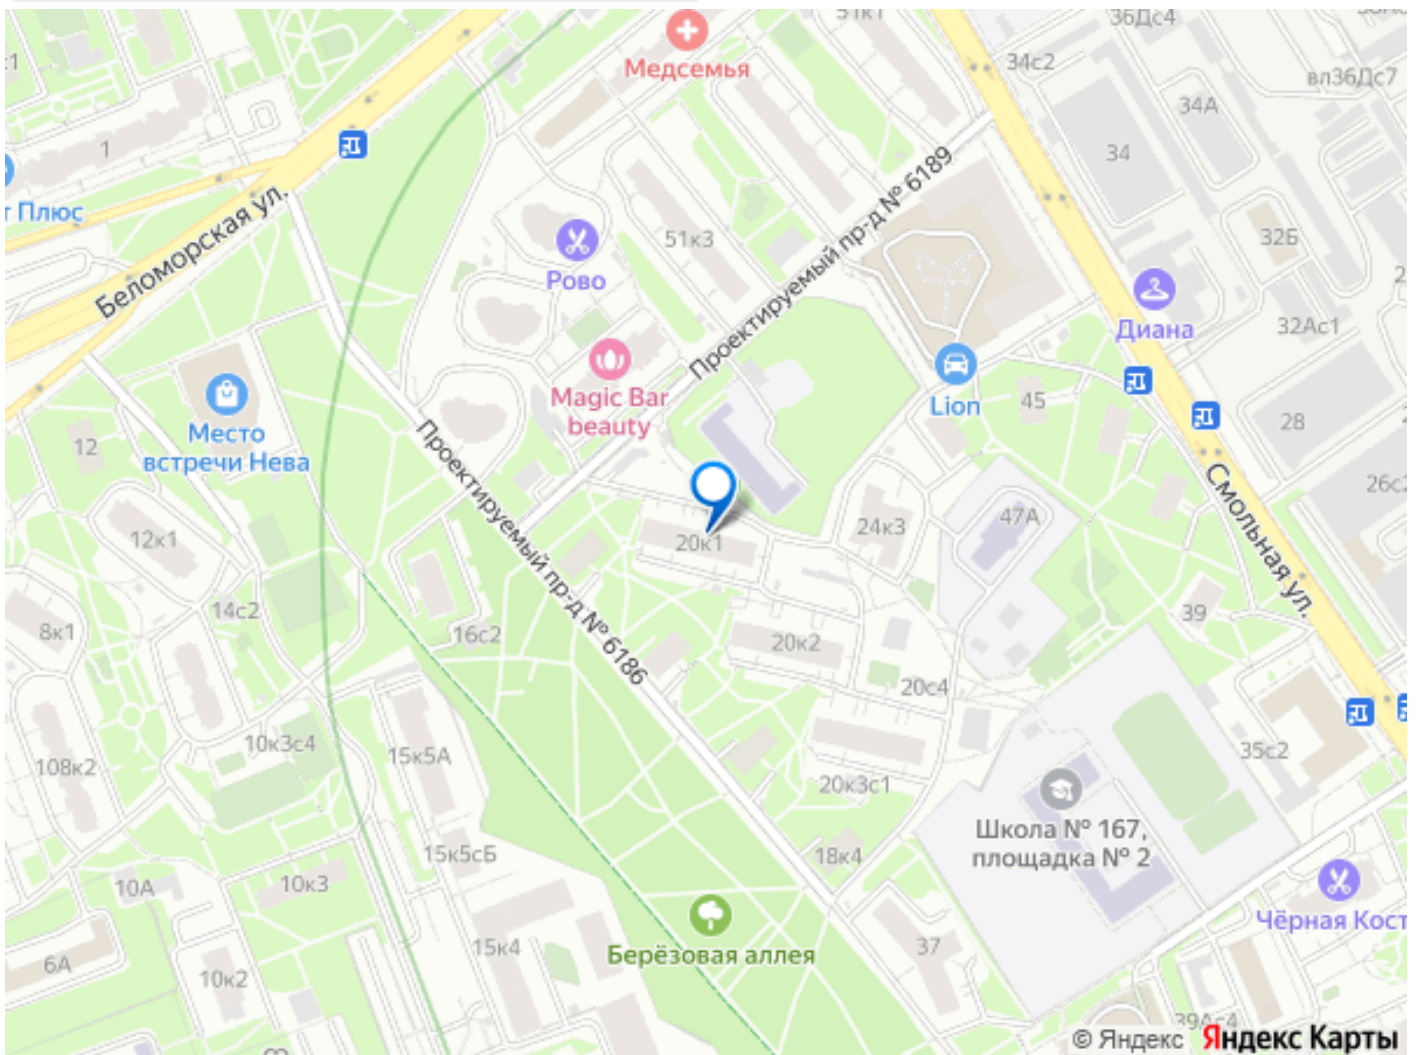 51к1
36Дс4
Медсемья
34с2
вл36Дс7
34А
34
1
т Плюс
Беломорская ул.
Проектируемый пр-д № 6189
51к3
32Б
Рово
Диана
32Ас1
Magic Bar
beauty
Lion
45
28
Место
встречи Нева
12
Проектируемый пр-д № 6186
26с2
Смольная ул.
12к1
20к1
24к3
47А
14с2
39
8к1
16с2
20к2
20с4
10к3с4
15к5А
35с2
108к2
20к3с1
Школа № 167,
площадка № 2
15к5сБ
18к4
10А
10к3
Чёрная Кост
Берёзовая аллея
15к4
37
6А
10к2
39Ас4
© Яндекс Яндекс Карты